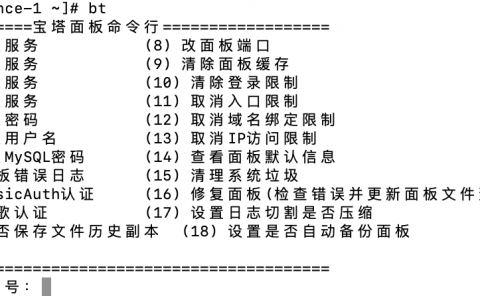 nce-1 ~]# bt
====宝塔面板命令行==================
服务 (8) 改面板端口
服务 (9) 清除面板缓存
服务 (10) 清除登录限制
服务 (11) 取消入口限制
密码 (12) 取消域名绑定限制
用户名 (13) 取消IP访问限制
MySQL密码 (14) 查看面板默认信息
板错误日志 (15) 清理系统垃圾
sicAuth认证 (16) 修复面板(检查错误并更新面板文件
歌认证 (17) 设置日志切割是否压缩
否保存文件历史副本 (18) 设置是否自动备份面板
===================================
号: